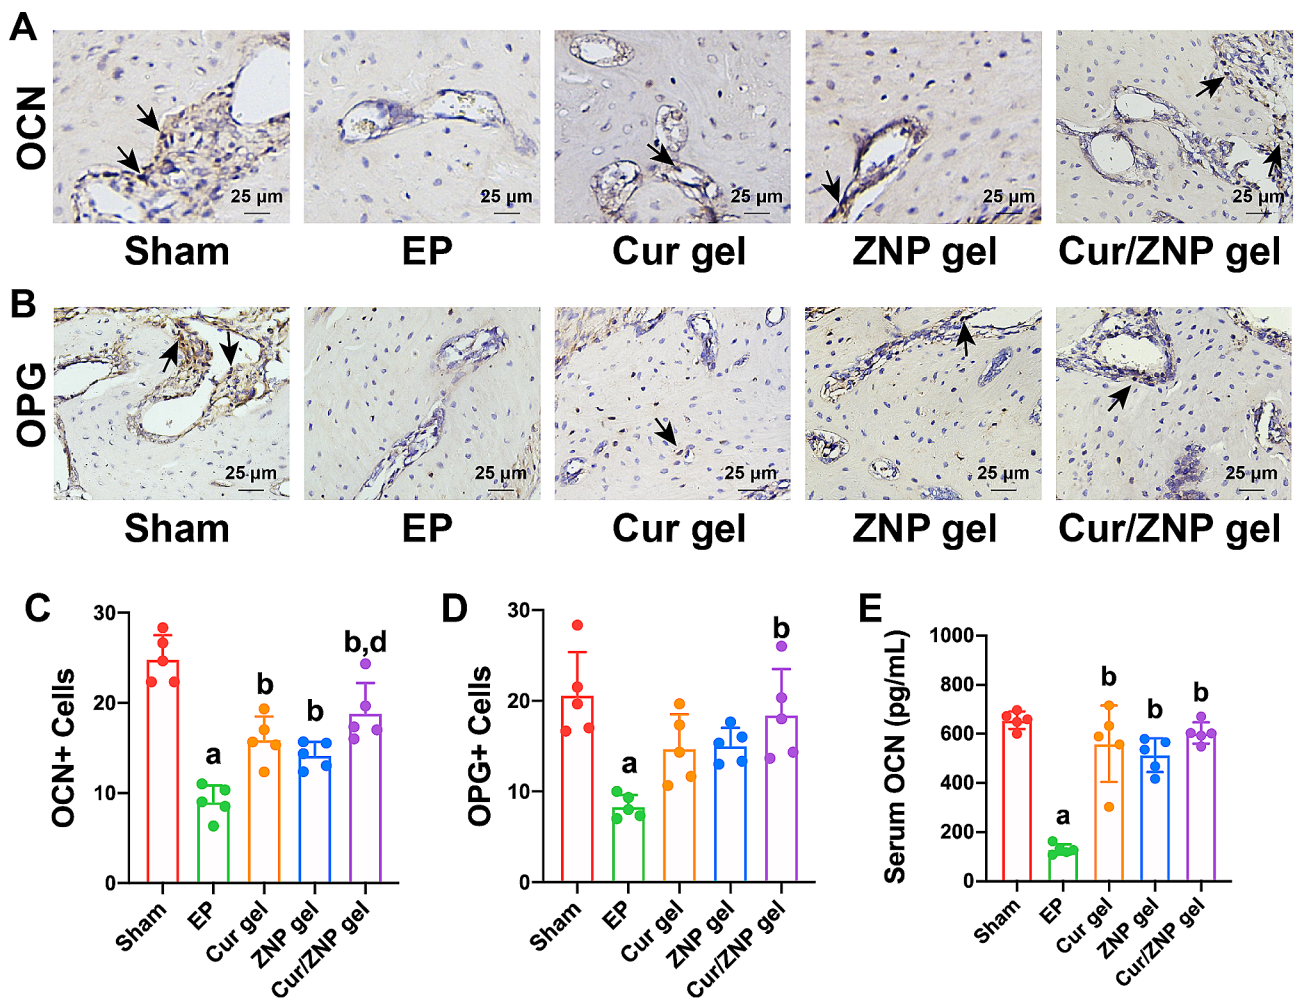 A
OCN
25 µm
25 µm
25 µm
25 µm
25 µm
Sham
EP
Cur gel
ZNP gel
Cur/ZNP gel
B
OPG
25 µm
25 µm
25 µm
25 µm
25 µm
Sham
EP
Cur gel
ZNP gel
Cur/ZNP gel
C
OCN+ Cells
30
20
10
0
a
b
b
b,d
Sham
EP
Cur gel
ZNP gel
Cur/ZNP gel
D
OPG+ Cells
30
20
10
0
a
b
Sham
EP
Cur gel
ZNP gel
Cur/ZNP gel
E
Serum OCN (pg/mL)
1000
800
600
400
200
0
a
b
b
b
Sham
EP
Cur gel
ZNP gel
Cur/ZNP gel